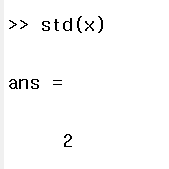 >> std(x)
ans =
2